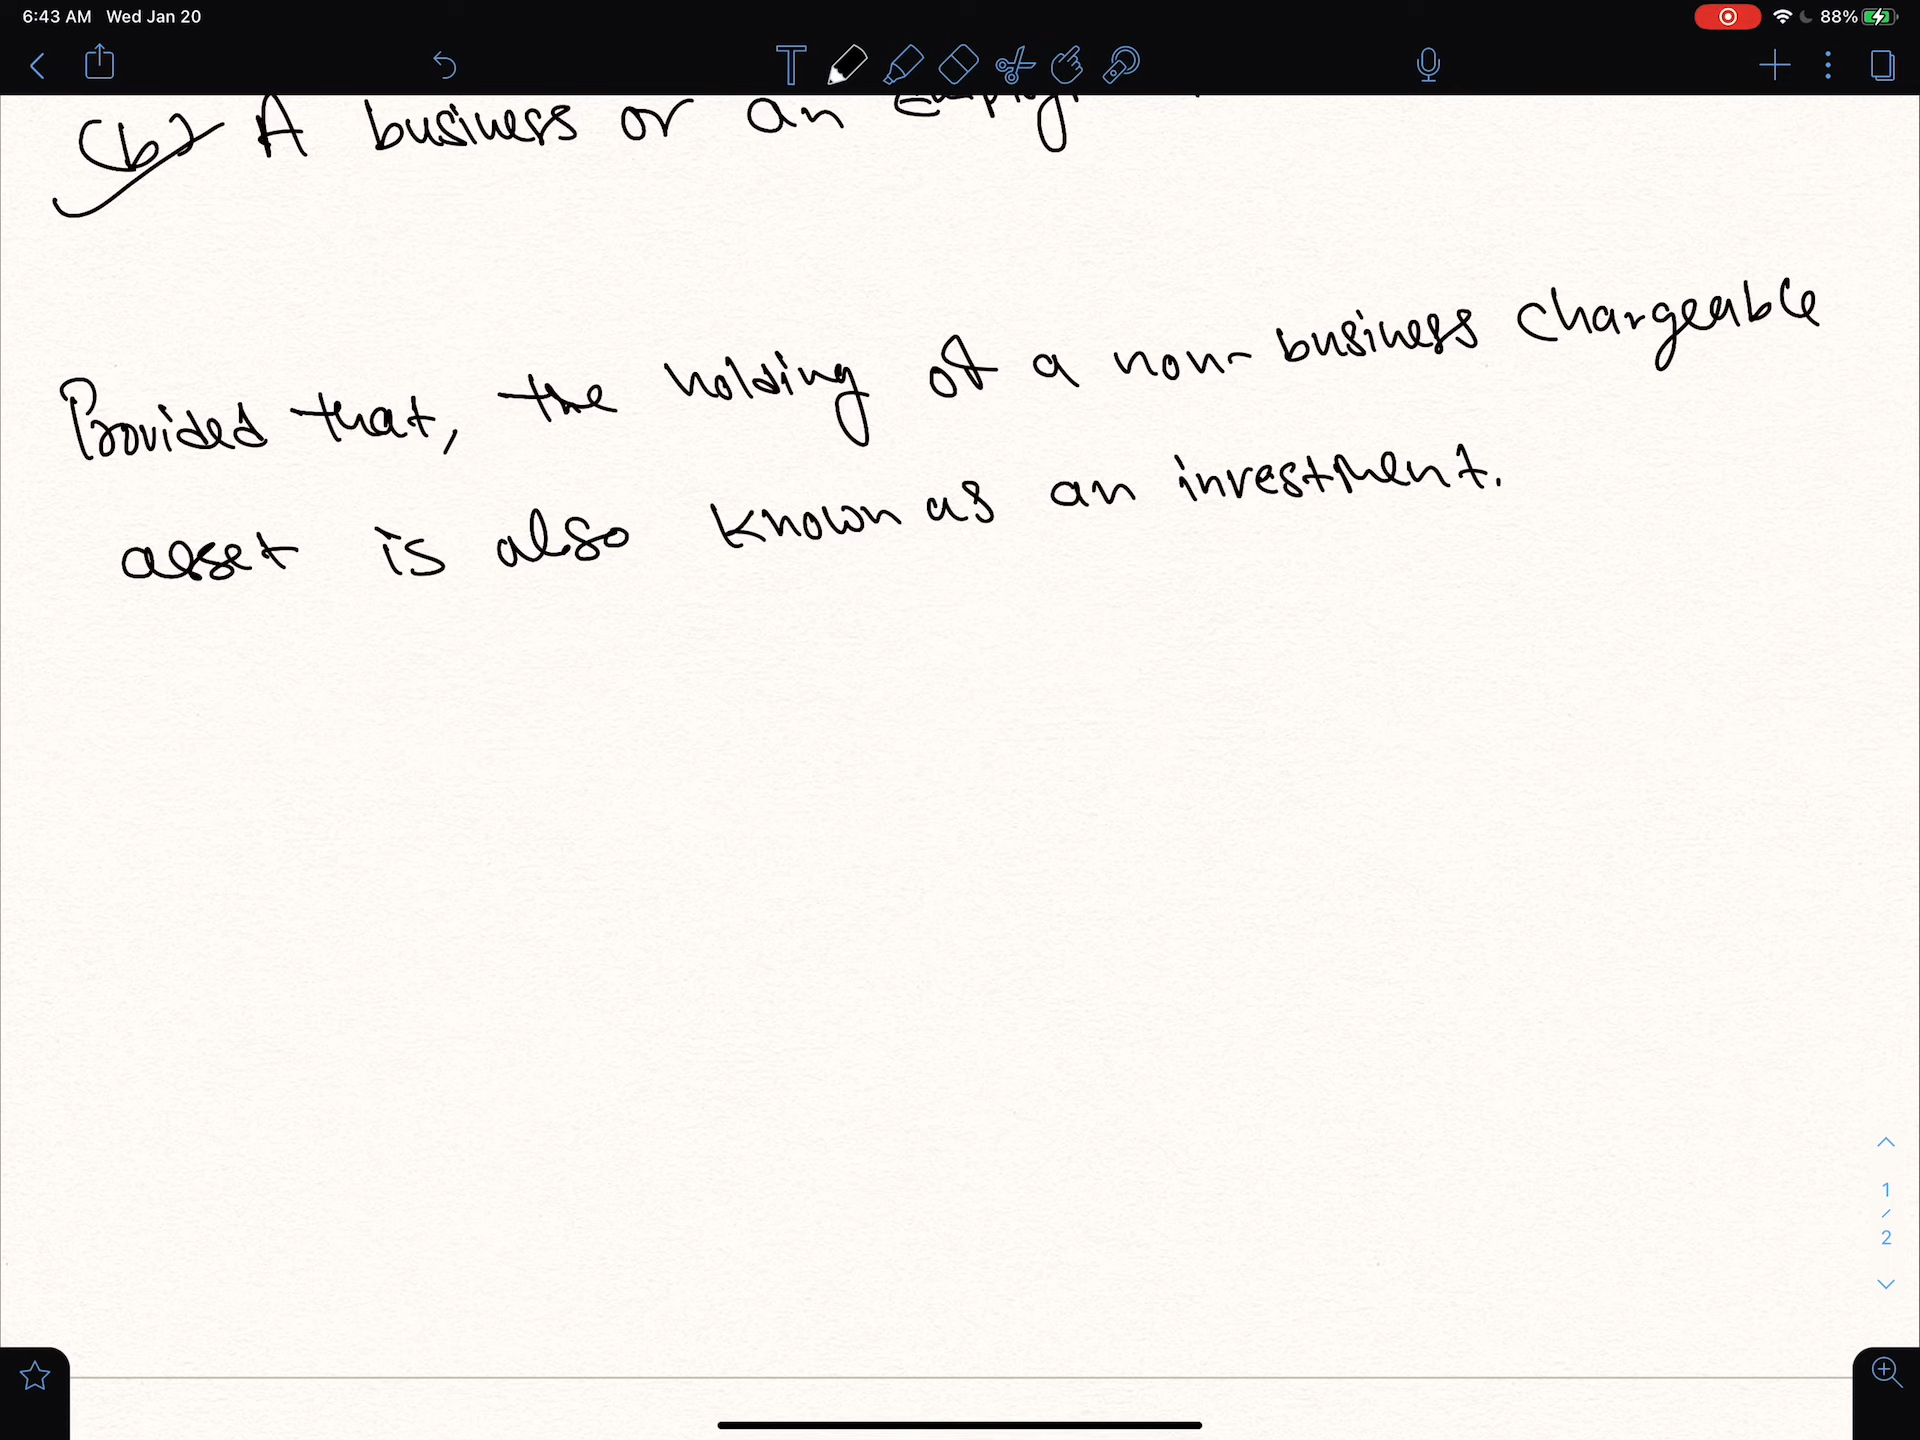 6:43 AM Wed Jan 20 88%
(b) A business or an
Provided that, the holding of a non-business chargeable
asset is also known as an investment.
1
/
2